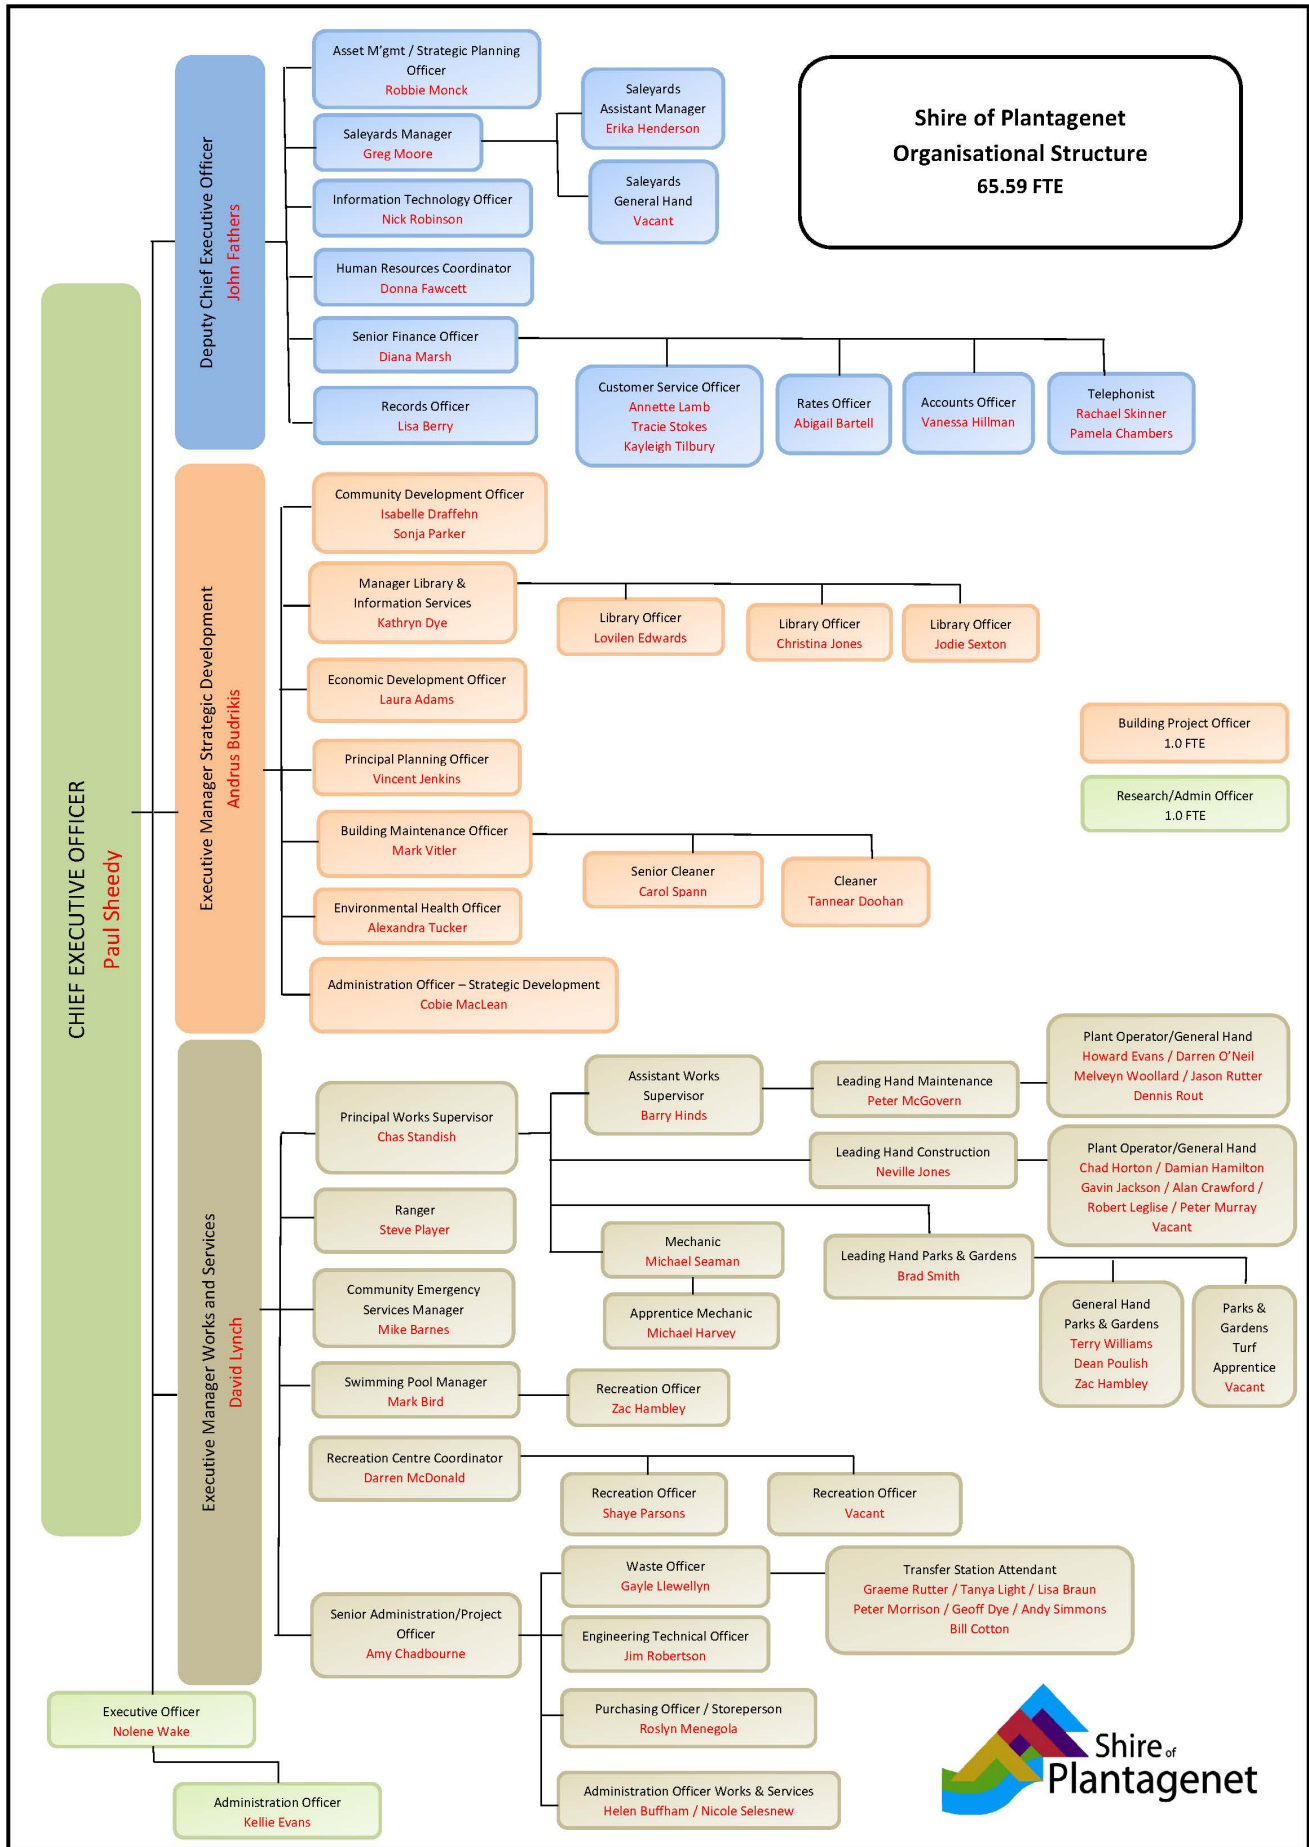 Shire of Plantagenet
Organisational Structure
65.59 FTE
CHIEF EXECUTIVE OFFICER
Paul Sheedy
Deputy Chief Executive Officer
John Fathers
Asset M'gmt / Strategic Planning
Officer
Robbie Monck
Saleyards Manager
Greg Moore
Saleyards
Assistant Manager
Erika Henderson
Saleyards
General Hand
Vacant
Information Technology Officer
Nick Robinson
Human Resources Coordinator
Donna Fawcett
Senior Finance Officer
Diana Marsh
Customer Service Officer
Annette Lamb
Tracie Stokes
Kayleigh Tilbury
Rates Officer
Abigail Bartell
Accounts Officer
Vanessa Hillman
Telephonist
Rachael Skinner
Pamela Chambers
Records Officer
Lisa Berry
Executive Manager Strategic Development
Andrus Budrikis
Community Development Officer
Isabelle Draffehn
Sonja Parker
Manager Library &
Information Services
Kathryn Dye
Library Officer
Lovilen Edwards
Library Officer
Christina Jones
Library Officer
Jodie Sexton
Economic Development Officer
Laura Adams
Principal Planning Officer
Vincent Jenkins
Building Maintenance Officer
Mark Vitler
Senior Cleaner
Carol Spann
Cleaner
Tannear Doohan
Environmental Health Officer
Alexandra Tucker
Administration Officer – Strategic Development
Cobie MacLean
Building Project Officer
1.0 FTE
Research/Admin Officer
1.0 FTE
Executive Manager Works and Services
David Lynch
Principal Works Supervisor
Chas Standish
Assistant Works
Supervisor
Barry Hinds
Leading Hand Maintenance
Peter McGovern
Plant Operator/General Hand
Howard Evans / Darren O'Neil
Melveyn Woollard / Jason Rutter
Dennis Rout
Leading Hand Construction
Neville Jones
Plant Operator/General Hand
Chad Horton / Damian Hamilton
Gavin Jackson / Alan Crawford /
Robert Leglise / Peter Murray
Vacant
Mechanic
Michael Seaman
Apprentice Mechanic
Michael Harvey
Leading Hand Parks & Gardens
Brad Smith
General Hand
Parks & Gardens
Terry Williams
Dean Poulish
Zac Hambley
Parks &
Gardens
Turf
Apprentice
Vacant
Ranger
Steve Player
Community Emergency
Services Manager
Mike Barnes
Swimming Pool Manager
Mark Bird
Recreation Officer
Zac Hambley
Recreation Centre Coordinator
Darren McDonald
Recreation Officer
Shaye Parsons
Recreation Officer
Vacant
Senior Administration/Project
Officer
Amy Chadbourne
Waste Officer
Gayle Llewellyn
Transfer Station Attendant
Graeme Rutter / Tanya Light / Lisa Braun
Peter Morrison / Geoff Dye / Andy Simmons
Bill Cotton
Engineering Technical Officer
Jim Robertson
Purchasing Officer / Storeperson
Roslyn Menegola
Administration Officer Works & Services
Helen Buffham / Nicole Selesnew
Executive Officer
Nolene Wake
Administration Officer
Kellie Evans
Shire of
Plantagenet